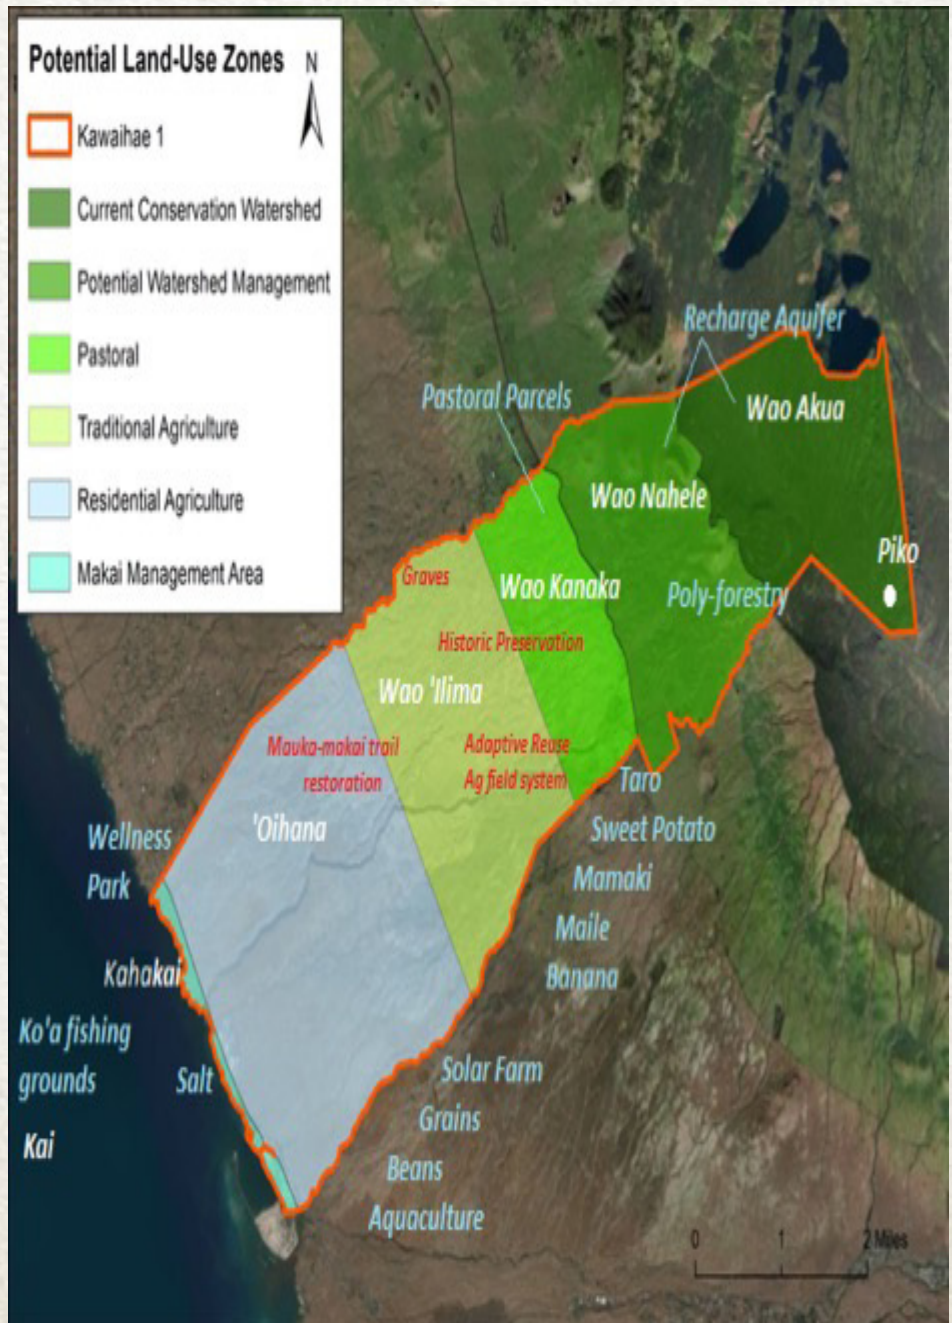 Potential Land-Use Zones
N
Kawaihae 1
Current Conservation Watershed
Potential Watershed Management
Pastoral
Traditional Agriculture
Residential Agriculture
Makai Management Area
Recharge Aquifer
Pastoral Parcels
Wao Akua
Wao Nahele
Piko
Graves
Wao Kanaka
Poly-forestry
Historic Preservation
Wao 'Ilima
Mauka-makai trail
restoration
Adaptive Reuse
Ag field system
Taro
'Oihana
Sweet Potato
Wellness
Park
Mamaki
Maile
Kahakai
Banana
Ko'a fishing
grounds
Salt
Solar Farm
Grains
Kai
Beans
Aquaculture
0 1 2 Miles